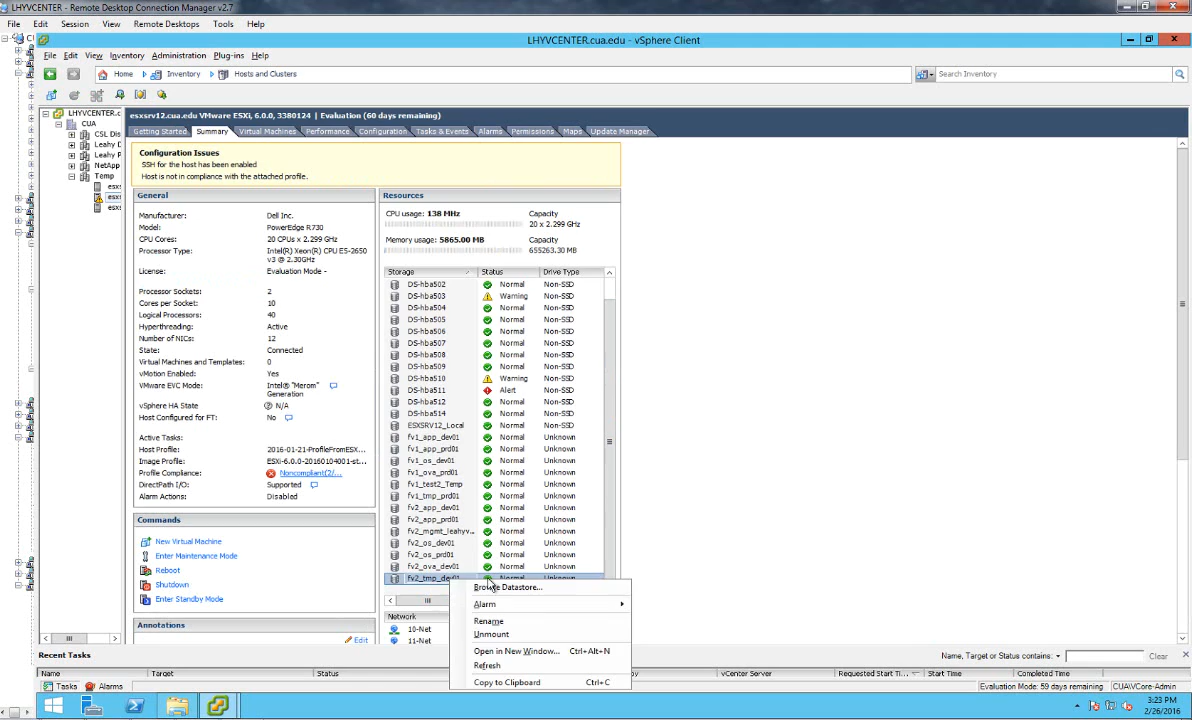 LHYVCENTER - Remote Desktop Connection Manager v2.7
File Edit Session View Remote Desktops Tools Help
LHYVCENTER.cua.edu - vSphere Client
File Edit View Inventory Administration Plug-ins Help
Home Inventory Hosts and Clusters Search Inventory
LHYVCENTER.c
CUA
CSL Dis
Leahy D
Leahy P
NetApp
Temp
esxs
esxs
esxs
esxsrv12.cua.edu VMware ESXi, 6.0.0, 3380124 | Evaluation (60 days remaining)
Getting Started Summary Virtual Machines Performance Configuration Tasks & Events Alarms Permissions Maps Update Manager
Configuration Issues
SSH for the host has been enabled
Host is not in compliance with the attached profile.
General
Manufacturer: Dell Inc.
Model: PowerEdge R730
CPU Cores: 20 CPUs x 2.299 GHz
Processor Type: Intel(R) Xeon(R) CPU E5-2650
v3 @ 2.30GHz
License: Evaluation Mode -
Processor Sockets: 2
Cores per Socket: 10
Logical Processors: 40
Hyperthreading: Active
Number of NICs: 12
State: Connected
Virtual Machines and Templates: 0
vMotion Enabled: Yes
VMware EVC Mode: Intel® "Merom"
Generation
vSphere HA State N/A
Host Configured for FT: No
Active Tasks:
Host Profile: 2016-01-21-ProfileFromESX...
Image Profile: ESXi-6.0.0-20160104001-st...
Profile Compliance: Noncompliant(2/...
DirectPath I/O: Supported
Alarm Actions: Disabled
Commands
New Virtual Machine
Enter Maintenance Mode
Reboot
Shutdown
Enter Standby Mode
Annotations
Edit
Resources
CPU usage: 138 MHz Capacity
20 x 2.299 GHz
Memory usage: 5865.00 MB Capacity
655263.30 MB
Storage Status Drive Type
DS-hba502 Normal Non-SSD
DS-hba503 Warning Non-SSD
DS-hba504 Normal Non-SSD
DS-hba505 Normal Non-SSD
DS-hba506 Normal Non-SSD
DS-hba507 Normal Non-SSD
DS-hba508 Normal Non-SSD
DS-hba509 Normal Non-SSD
DS-hba510 Warning Non-SSD
DS-hba511 Alert Non-SSD
DS-hba512 Normal Non-SSD
DS-hba514 Normal Non-SSD
ESXSRV12_Local Normal Non-SSD
fv1_app_dev01 Normal Unknown
fv1_app_prd01 Normal Unknown
fv1_os_dev01 Normal Unknown
fv1_ova_prd01 Normal Unknown
fv1_test2_Temp Normal Unknown
fv1_tmp_prd01 Normal Unknown
fv2_app_dev01 Normal Unknown
fv2_app_prd01 Normal Unknown
fv2_mgmt_leahyv... Normal Unknown
fv2_os_dev01 Normal Unknown
fv2_os_prd01 Normal Unknown
fv2_ova_dev01 Normal Unknown
fv2_tmp_dev01 Normal Unknown
Network
10-Net
11-Net
Browse Datastore...
Alarm
Rename
Unmount
Open in New Window... Ctrl+Alt+N
Refresh
Copy to Clipboard Ctrl+C
Recent Tasks Name, Target or Status contains: Clear
Name Target Status vCenter Server Requested Start Ti... Start Time Completed Time
Tasks Alarms Evaluation Mode: 59 days remaining CUA\VCore-Admin
3:23 PM
2/26/2016